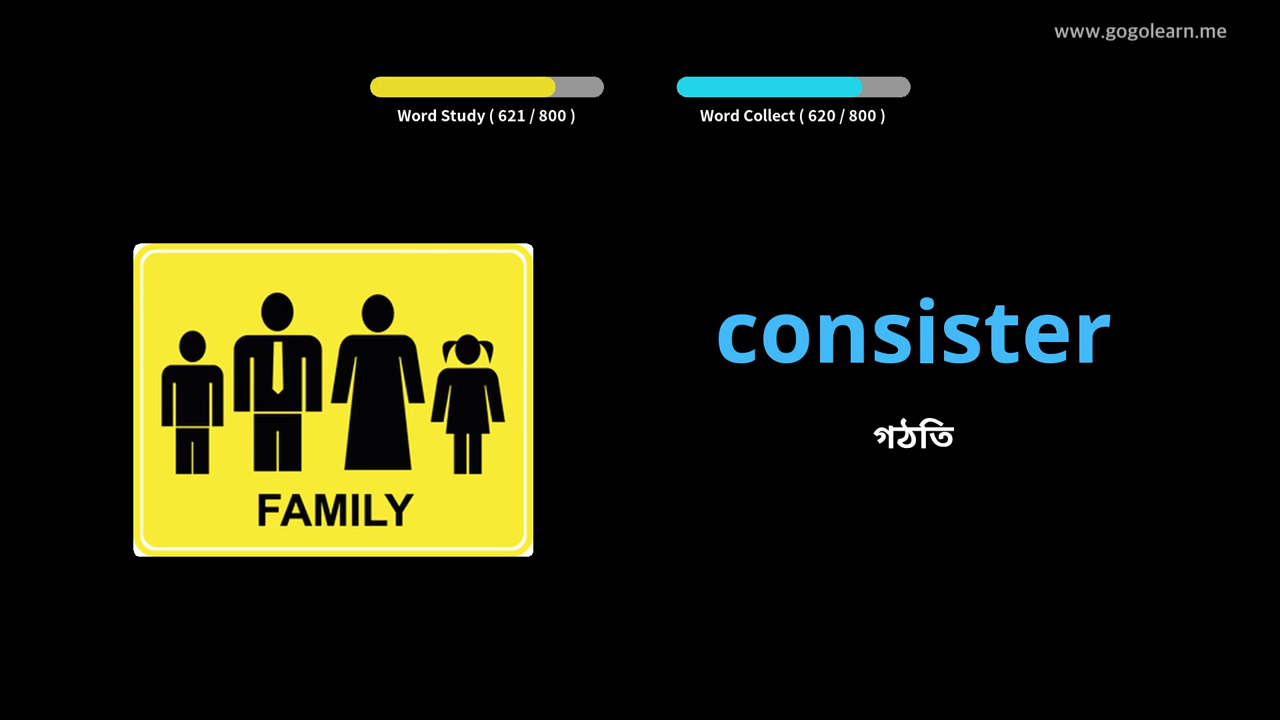 www.gogolearn.me
Word Study ( 621 / 800 )
Word Collect ( 620 / 800 )
consister
গঠতি
FAMILY